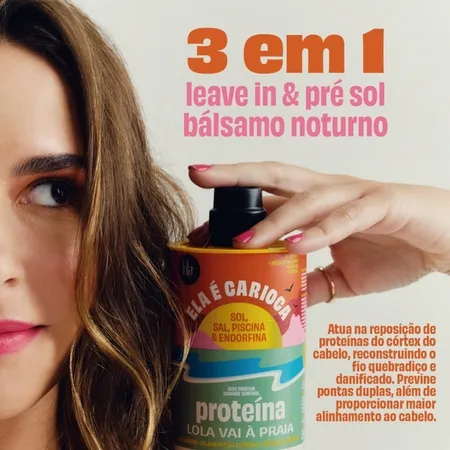 3 em 1
leave in & pré sol
bálsamo noturno
ELA É CARIOCA
SOL,
SAL, PISCINA
& ENDORFINA
proteína
LOLA VAI À PRAIA
Atua na reposição de
proteínas do córtex do
cabelo, reconstruindo o
fio quebradiço e
danificado. Previne
pontas duplas, além de
proporcionar maior
alinhamento ao cabelo.